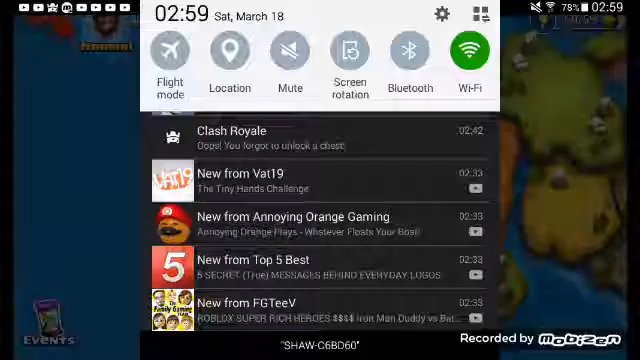 02:59 Sat, March 18
78% 02:59
Flight mode
Location
Mute
Screen rotation
Bluetooth
Wi-Fi
Clash Royale 02:42
Oops! You forgot to unlock a chest!
New from Vat19 02:33
The Tiny Hands Challenge
New from Annoying Orange Gaming 02:33
Annoying Orange Plays - Whatever Floats Your Boat!
New from Top 5 Best 02:33
5 SECRET (True) MESSAGES BEHIND EVERYDAY LOGOS
New from FGTeeV 02:33
ROBLOX SUPER RICH HEROES $$$$ Iron Man Duddy vs Bat...
EVENTS
"SHAW-C6BD60"
Recorded by MOBIZEN